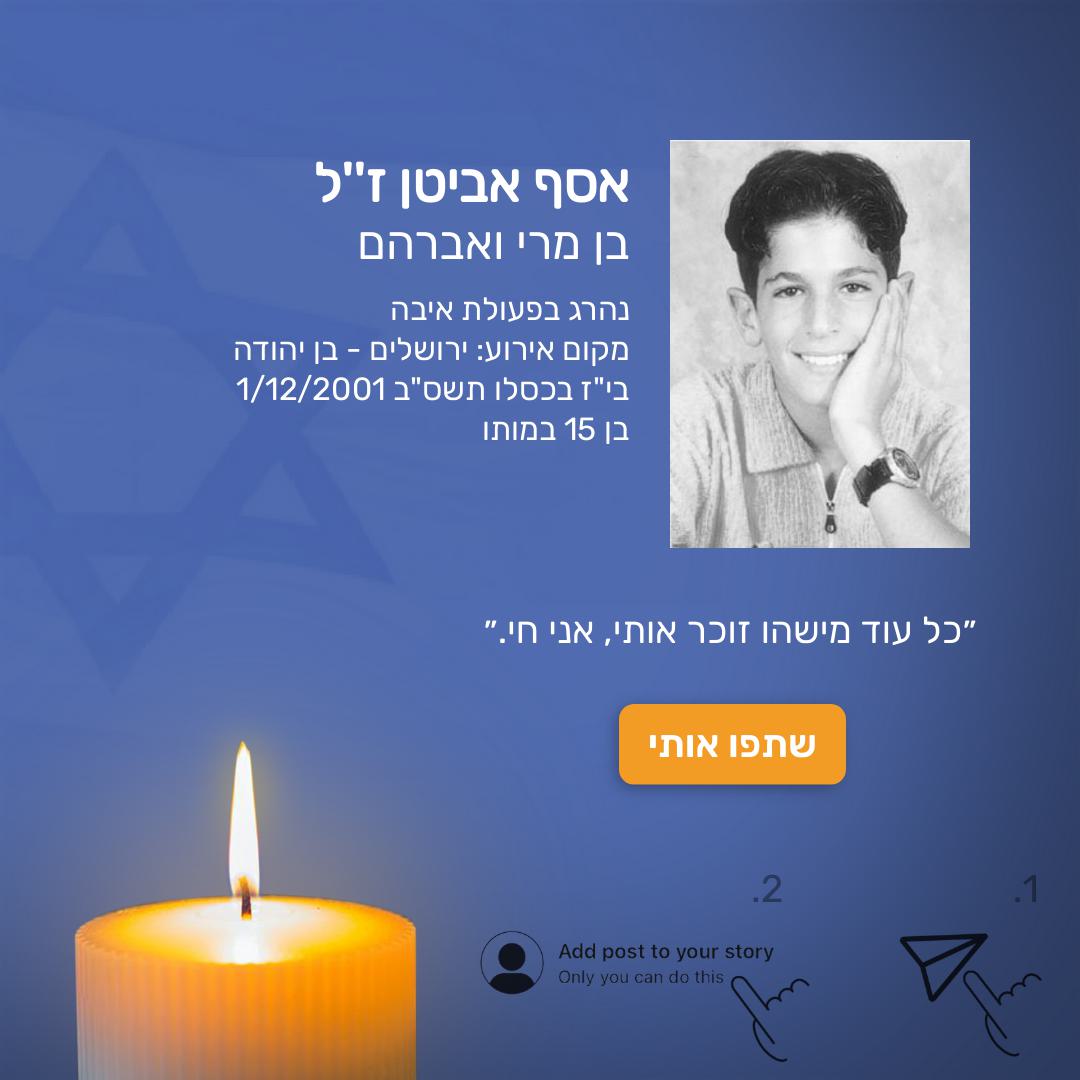 אסף אביטן ז"ל
בן מרי ואברהם
נהרג בפעולת איבה
מקום אירוע: ירושלים - בן יהודה
בי"ז בכסלו תשס"ב 1/12/2001
בן 15 במותו
״כל עוד מישהו זוכר אותי, אני חי.״
שתפו אותי
1.
2.
Add post to your story
Only you can do this